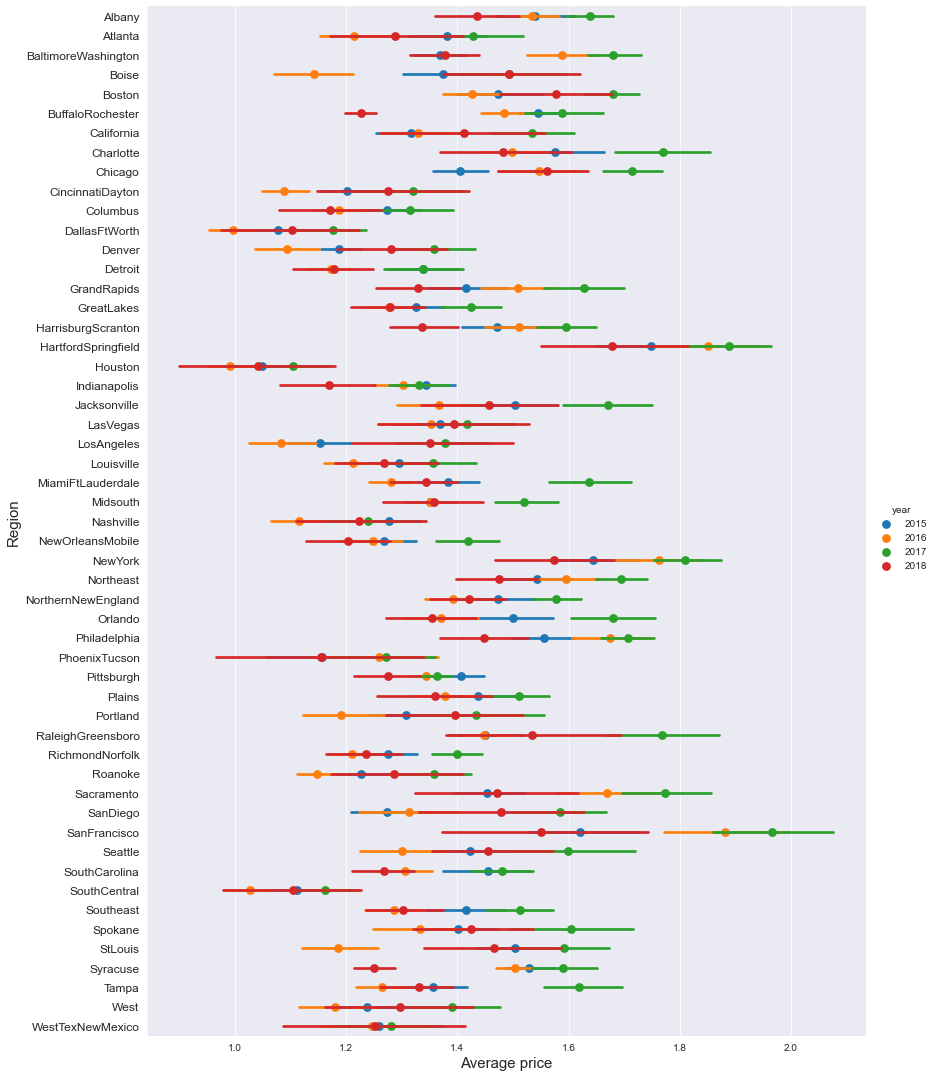 Albany
Atlanta
BaltimoreWashington
Boise
Boston
BuffaloRochester
California
Charlotte
Chicago
CincinnatiDayton
Columbus
DallasFtWorth
Denver
Detroit
GrandRapids
GreatLakes
HarrisburgScranton
HartfordSpringfield
Houston
Indianapolis
Jacksonville
LasVegas
LosAngeles
Louisville
MiamiFtLauderdale
Midsouth
Nashville
NewOrleansMobile
NewYork
Northeast
NorthernNewEngland
Orlando
Philadelphia
PhoenixTucson
Pittsburgh
Plains
Portland
RaleighGreensboro
RichmondNorfolk
Roanoke
Sacramento
SanDiego
SanFrancisco
Seattle
SouthCarolina
SouthCentral
Southeast
Spokane
StLouis
Syracuse
Tampa
West
WestTexNewMexico
Region
1.0 1.2 1.4 1.6 1.8 2.0
Average price
year
2015
2016
2017
2018